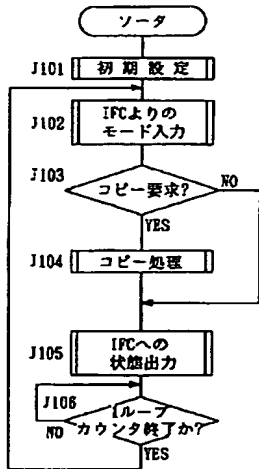 ソータ
J101
初期設定
J102
IFCよりの
モード入力
J103
コピー要求?
NO
YES
J104
コピー処理
J105
IFCへの
状態出力
J106
1ループ
カウンタ終了か?
NO
YES